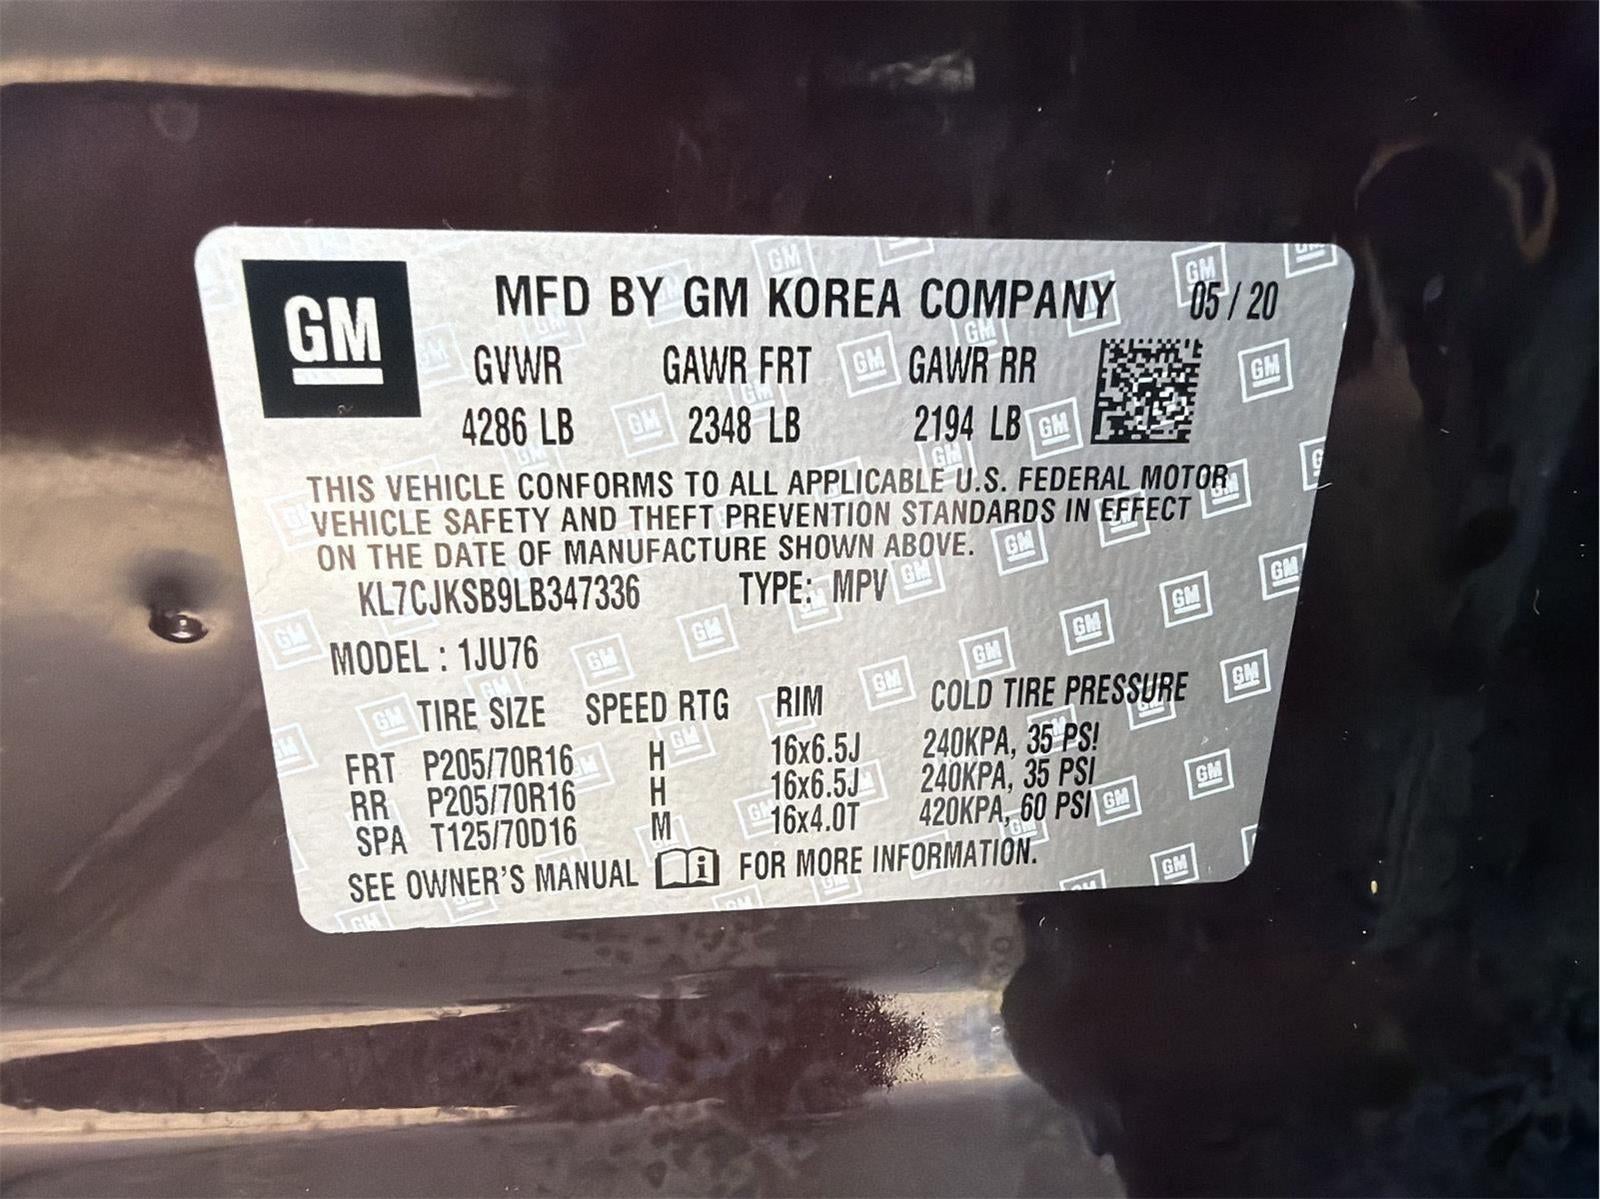 GM
MFD BY GM KOREA COMPANY 05 / 20
GVWR GAWR FRT GAWR RR
4286 LB 2348 LB 2194 LB
THIS VEHICLE CONFORMS TO ALL APPLICABLE U.S. FEDERAL MOTOR
VEHICLE SAFETY AND THEFT PREVENTION STANDARDS IN EFFECT
ON THE DATE OF MANUFACTURE SHOWN ABOVE.
KL7CJKSB9LB347336 TYPE: MPV
MODEL : 1JU76
TIRE SIZE SPEED RTG RIM COLD TIRE PRESSURE
FRT P205/70R16 H 16x6.5J 240KPA, 35 PSI
RR P205/70R16 H 16x6.5J 240KPA, 35 PSI
SPA T125/70D16 M 16x4.0T 420KPA, 60 PSI
SEE OWNER'S MANUAL i FOR MORE INFORMATION.